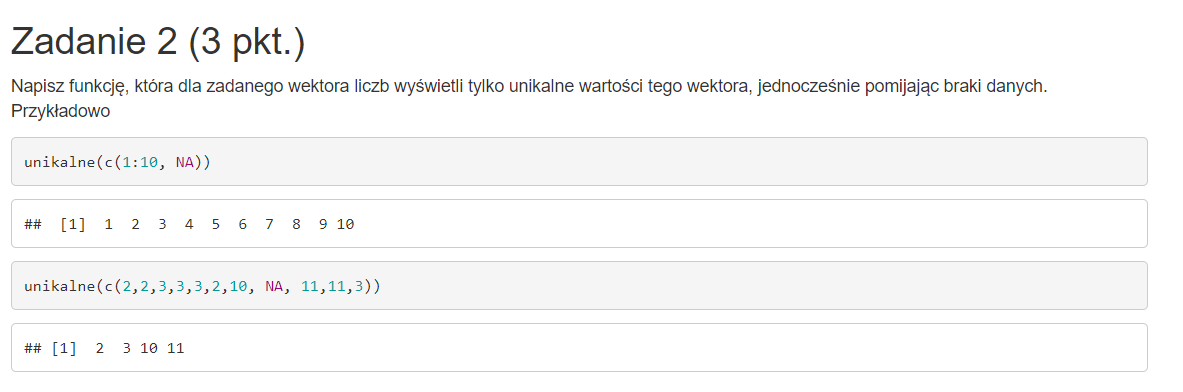 Zadanie 2 (3 pkt.)
Napisz funkcję, która dla zadanego wektora liczb wyświetli tylko unikalne wartości tego wektora, jednocześnie pomijając braki danych.
Przykładowo
unikalne(c(1:10, NA))
##  [1]  1  2  3  4  5  6  7  8  9 10
unikalne(c(2,2,3,3,3,2,10, NA, 11,11,3))
## [1]  2  3 10 11